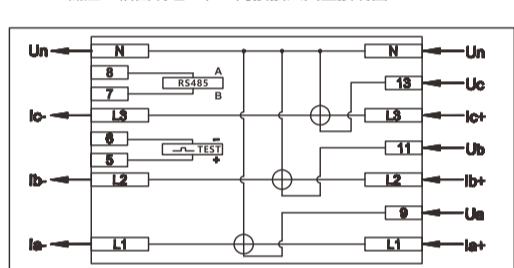 Un- N N Un
8 A
RS485
7 B
13 Uc
Ic- L3 L3 Ic+
6 -
TEST
5 +
11 Ub
Ib- L2 L2 Ib+
9 Ua
Ia- L1 L1 Ia+